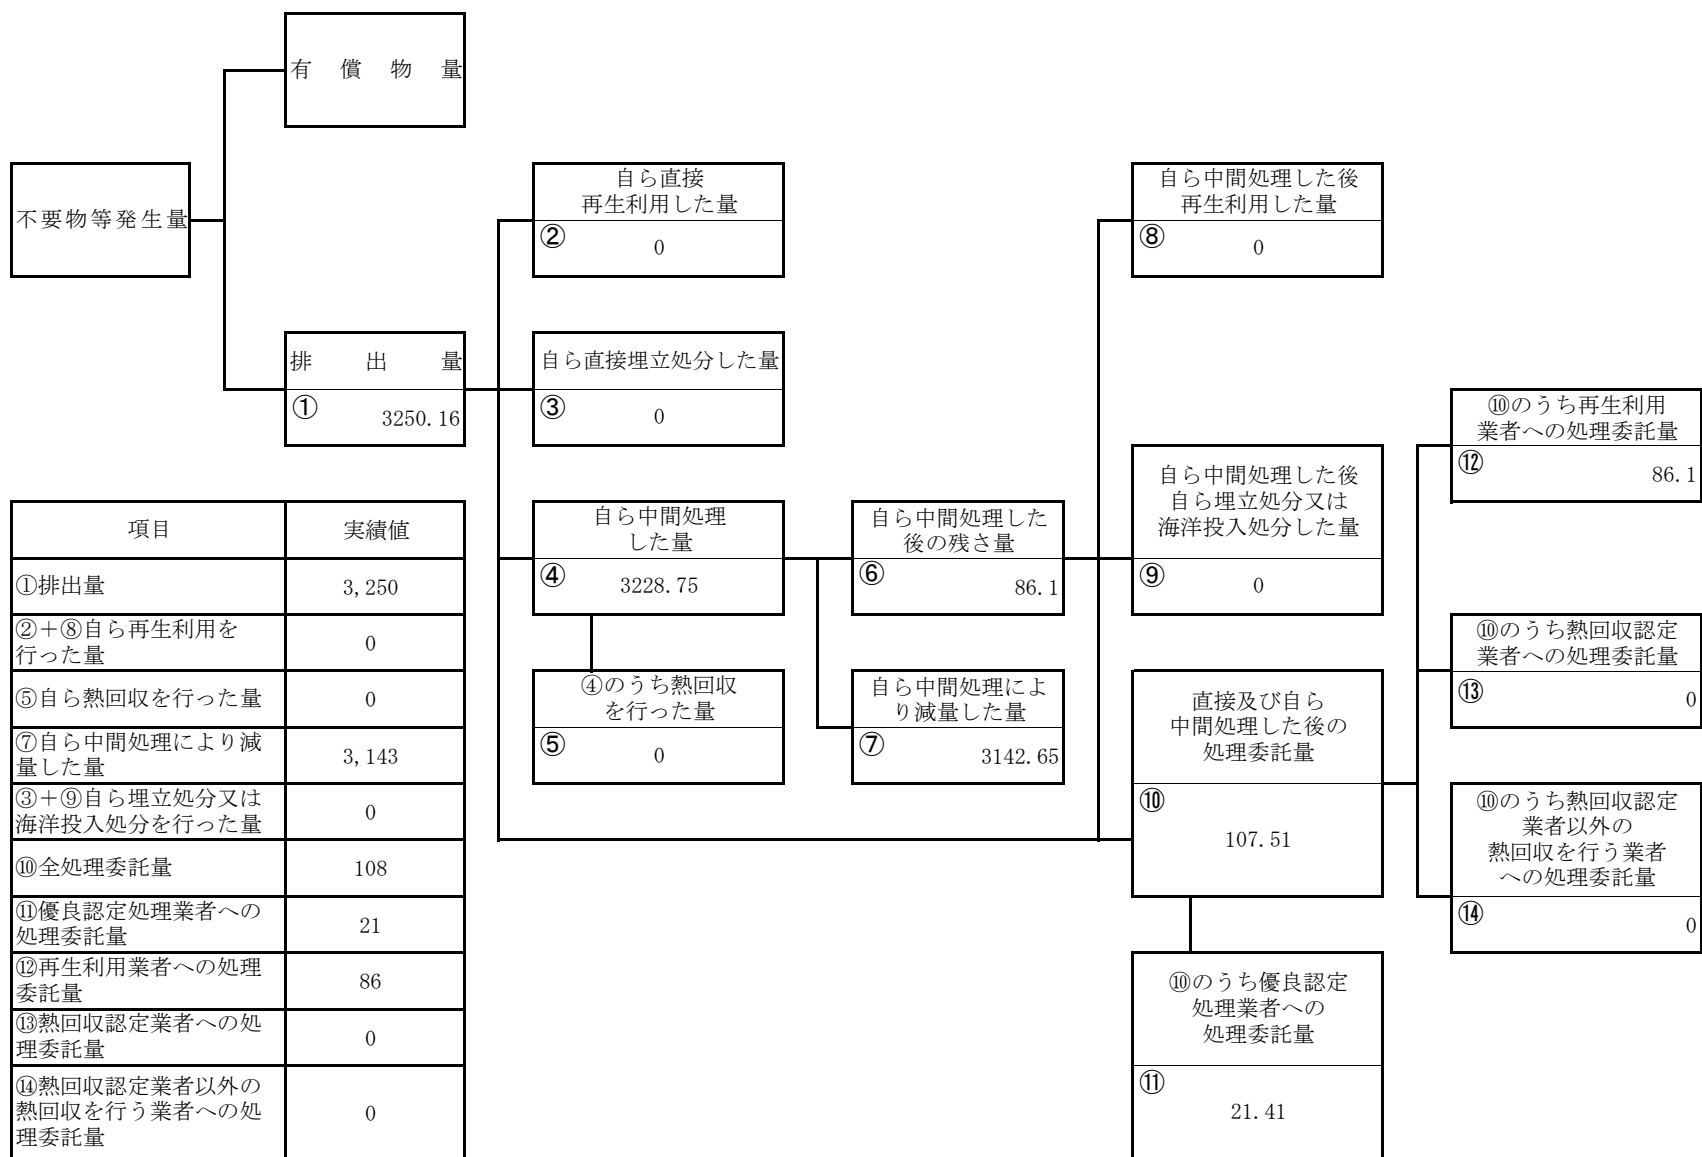 有償物量
不要物等発生量
排出量
① 3250.16
自ら直接
再生利用した量
② 0
自ら直接埋立処分した量
③ 0
自ら中間処理
した量
④ 3228.75
④のうち熱回収
を行った量
⑤ 0
自ら中間処理した
後の残さ量
⑥ 86.1
自ら中間処理によ
り減量した量
⑦ 3142.65
自ら中間処理した後
再生利用した量
⑧ 0
自ら中間処理した後
自ら埋立処分又は
海洋投入処分した量
⑨ 0
直接及び自ら
中間処理した後の
処理委託量
⑩
107.51
⑩のうち優良認定
処理業者への
処理委託量
⑪
21.41
⑩のうち再生利用
業者への処理委託量
⑫ 86.1
⑩のうち熱回収認定
業者への処理委託量
⑬ 0
⑩のうち熱回収認定
業者以外の
熱回収を行う業者
への処理委託量
⑭ 0
項目 実績値
①排出量 3,250
②＋⑧自ら再生利用を
行った量 0
⑤自ら熱回収を行った量 0
⑦自ら中間処理により減
量した量 3,143
③＋⑨自ら埋立処分又は
海洋投入処分を行った量 0
⑩全処理委託量 108
⑪優良認定処理業者への
処理委託量 21
⑫再生利用業者への処理
委託量 86
⑬熱回収認定業者への処
理委託量 0
⑭熱回収認定業者以外の
熱回収を行う業者への処
理委託量 0